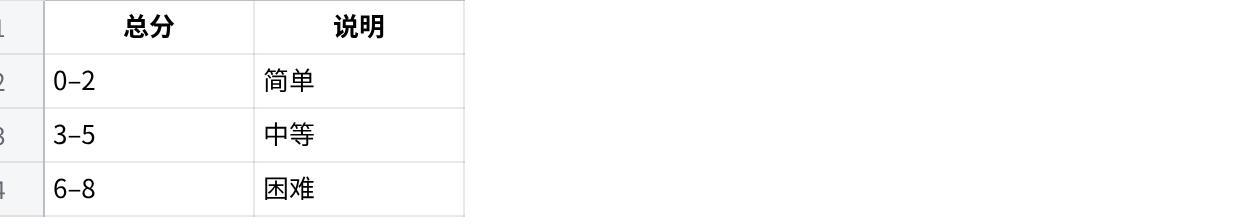 总分 说明
0–2 简单
3–5 中等
6–8 困难